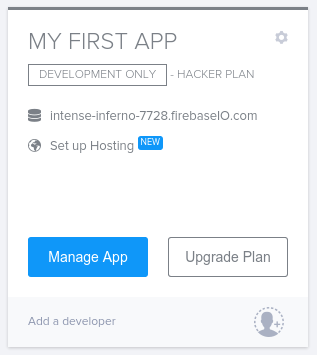 MY FIRST APP
DEVELOPMENT ONLY - HACKER PLAN
intense-inferno-7728.firebaseIO.com
Set up Hosting NEW
Manage App Upgrade Plan
Add a developer